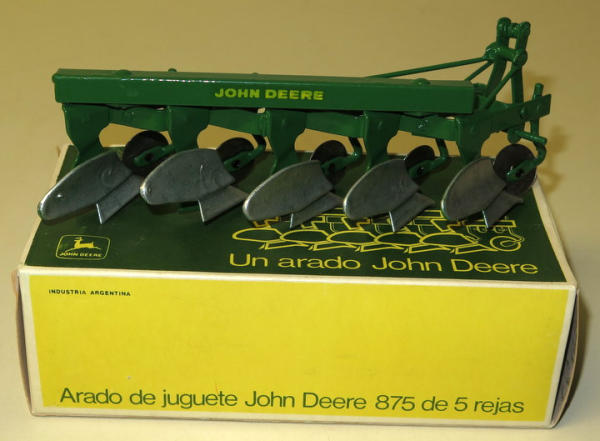 JOHN DEERE
JOHN DEERE
Un arado John Deere
INDUSTRIA ARGENTINA
Arado de juguete John Deere 875 de 5 rejas